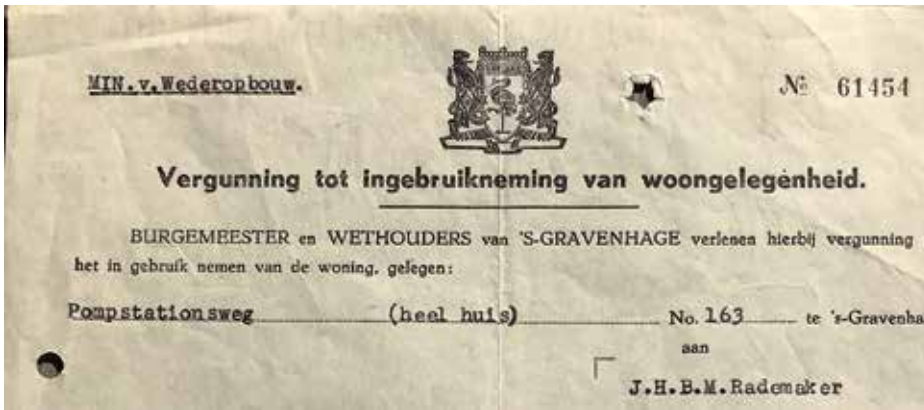 MIN.v.Wederopbouw.
№ 61454
Vergunning tot ingebruikneming van woongelegenheid.
BURGEMEESTER en WETHOUDERS van 'S-GRAVENHAGE verlenen hierbij vergunning
het in gebruik nemen van de woning, gelegen:
Pompstationsweg (heel huis) No. 163 te 's-Gravenha
aan
J.H.B.M.Rademaker